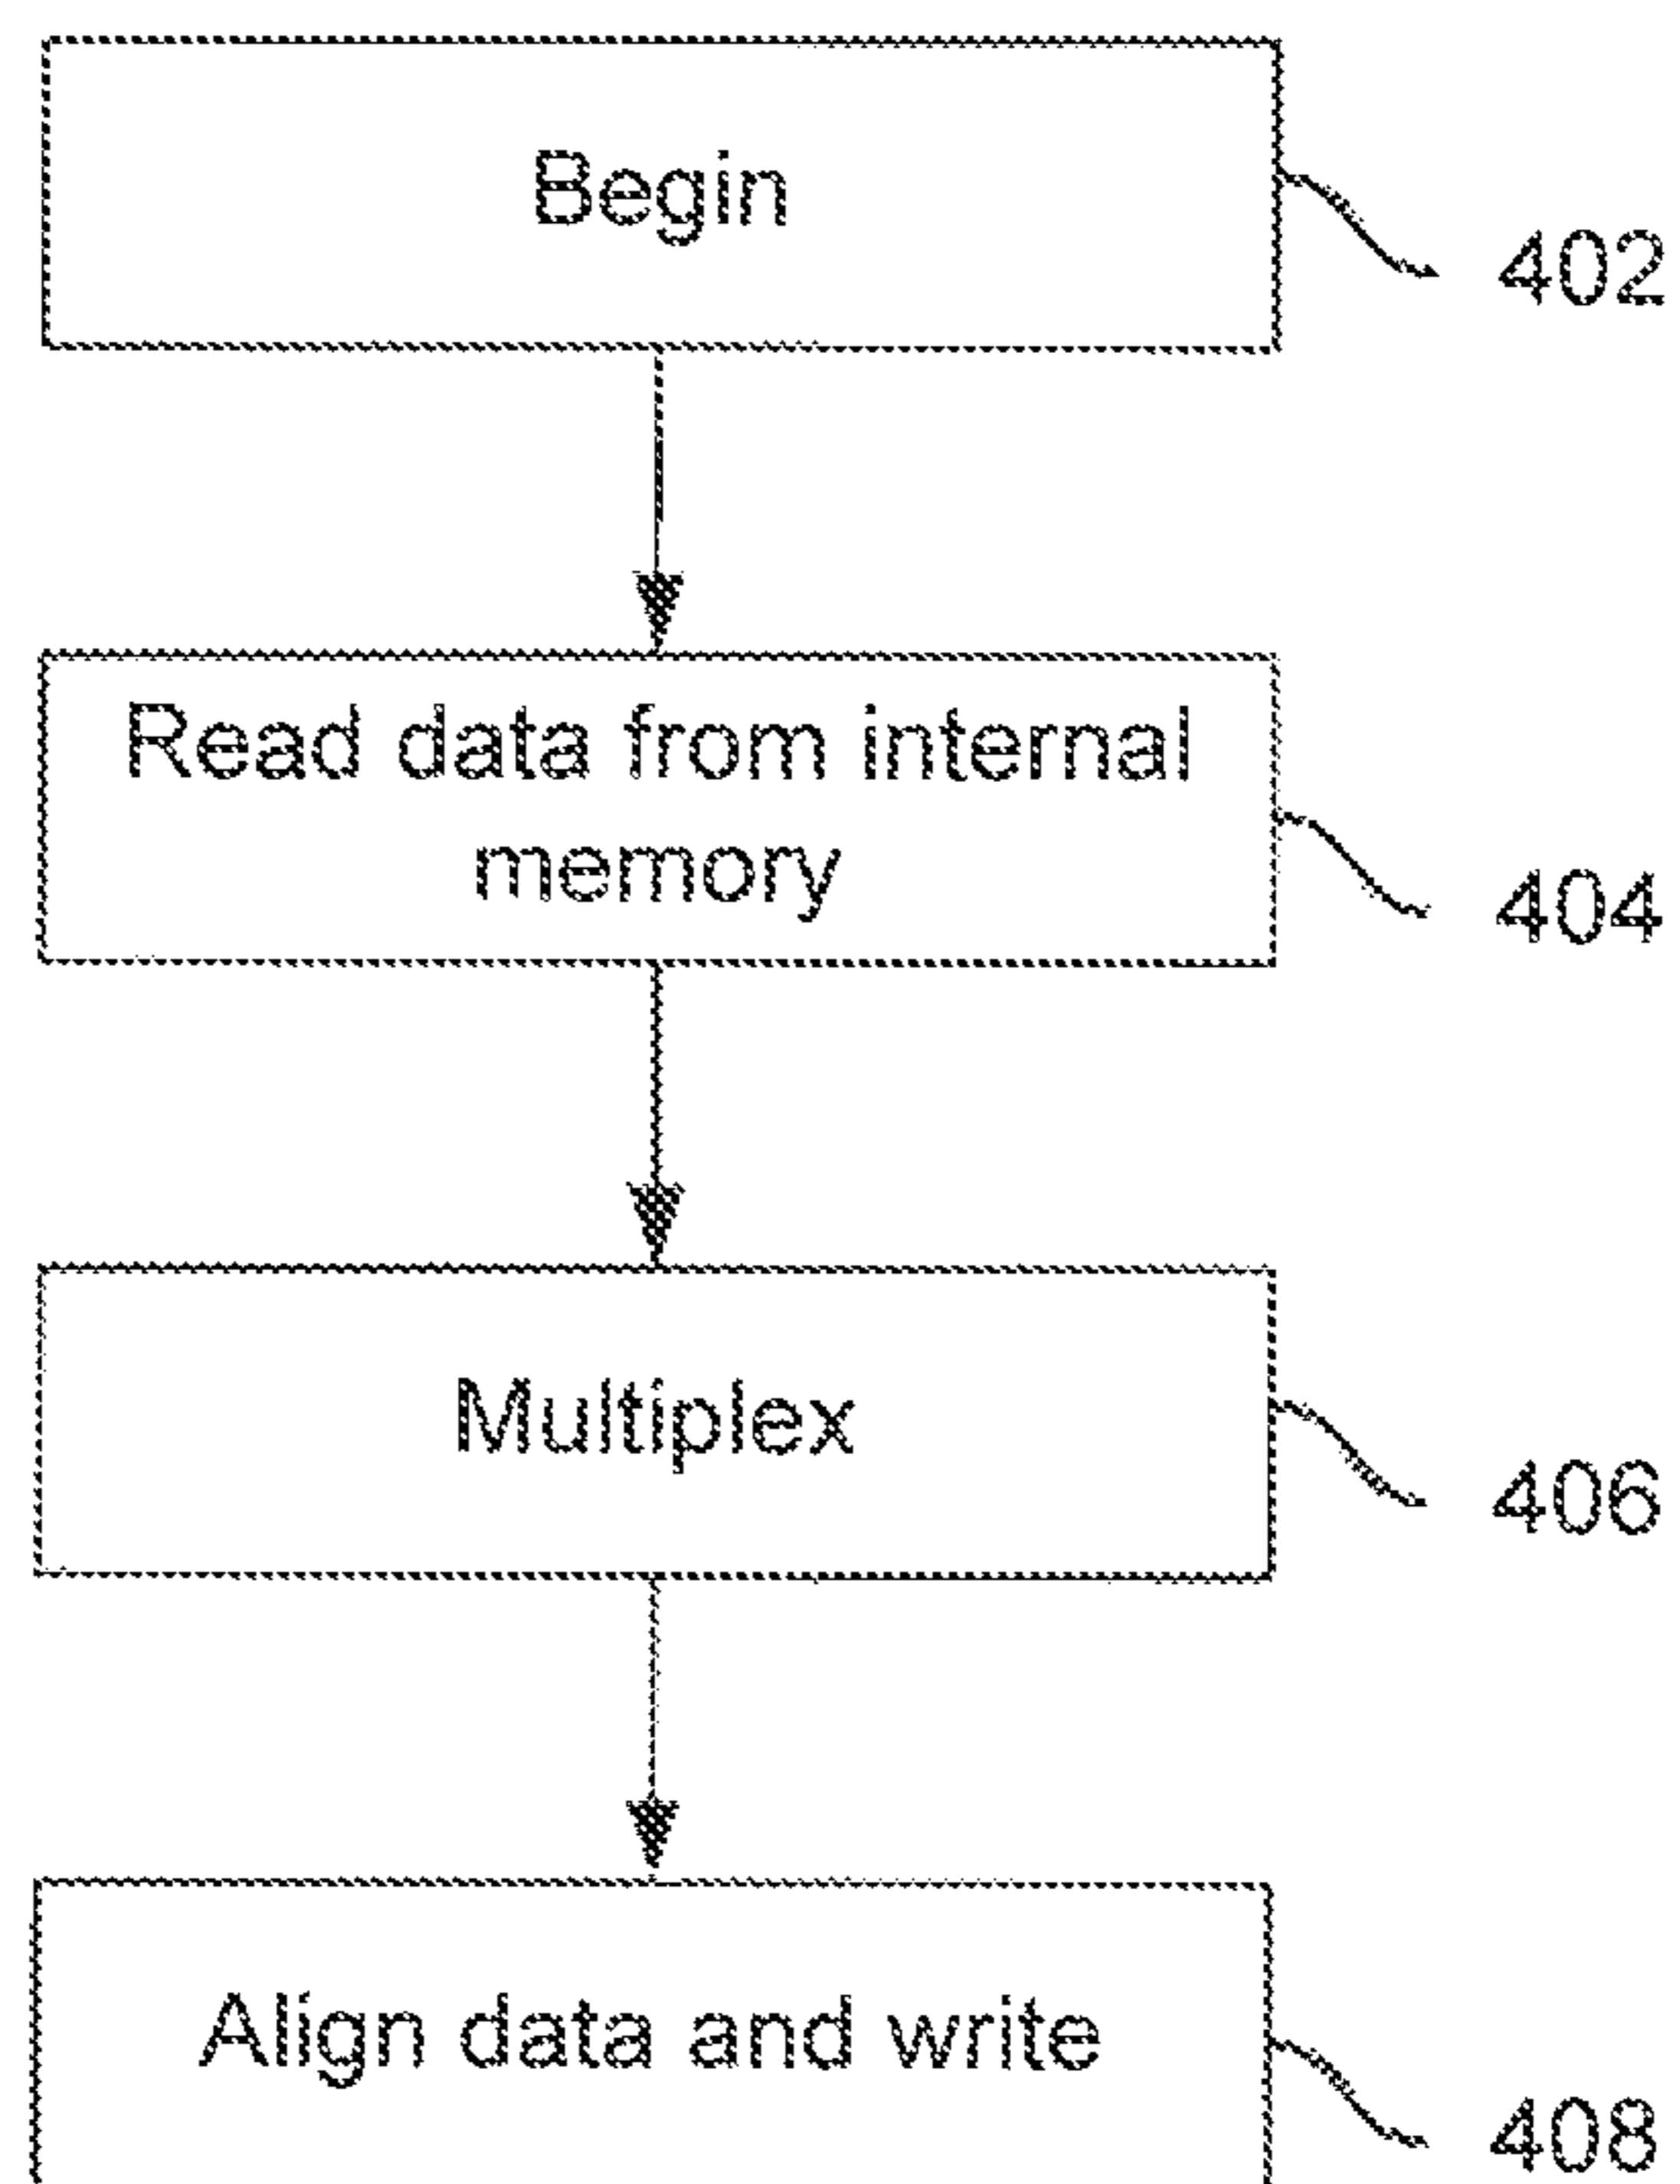 Begin
402
Read data from internal
memory
404
Multiplex
406
Align data and write
408